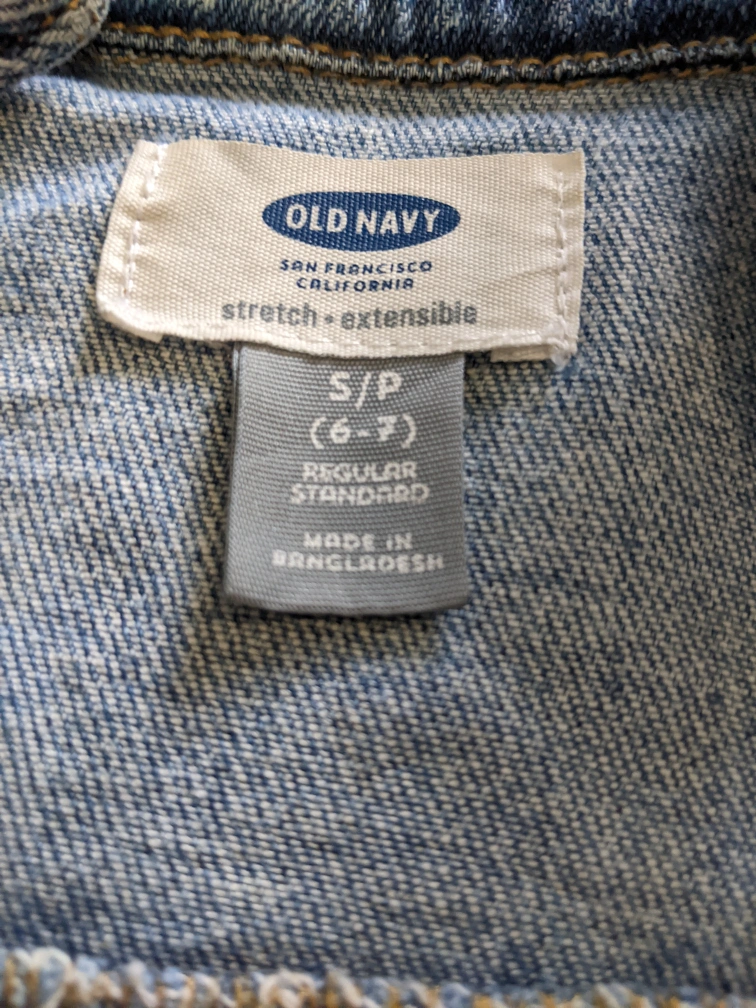 OLD NAVY
SAN FRANCISCO
CALIFORNIA
stretch • extensible
S/P
(6-7)
REGULAR
STANDARD
MADE IN
BANGLADESH